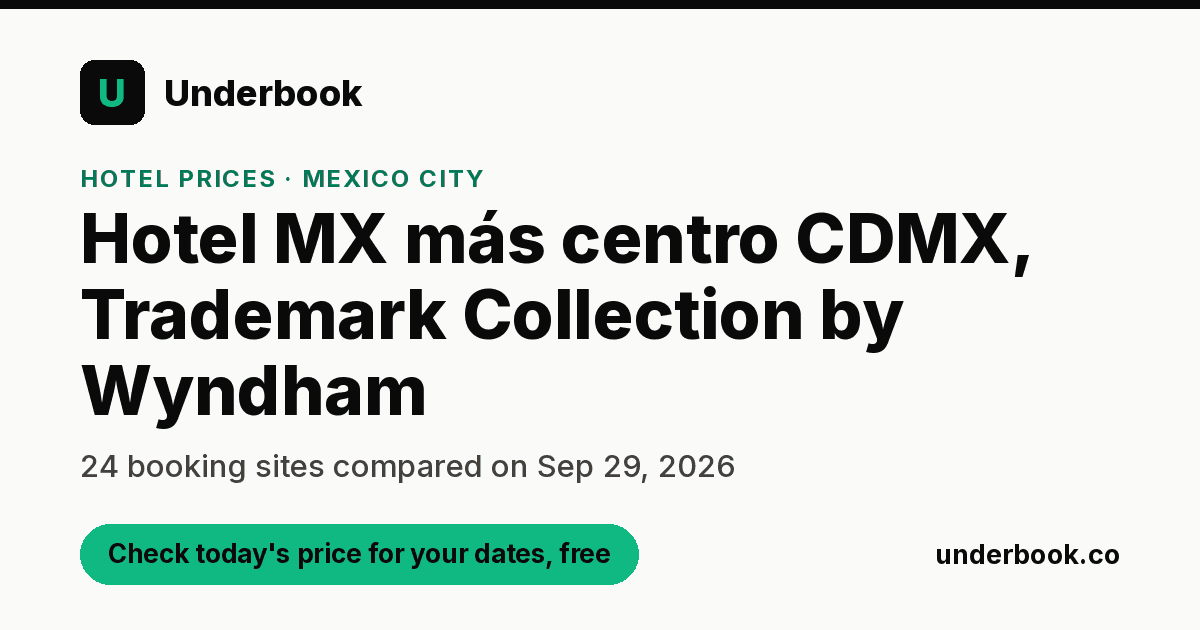 U Underbook
HOTEL PRICES · MEXICO CITY
Hotel MX más centro CDMX,
Trademark Collection by
Wyndham
24 booking sites compared on Sep 29, 2026
Check today's price for your dates, free
underbook.co